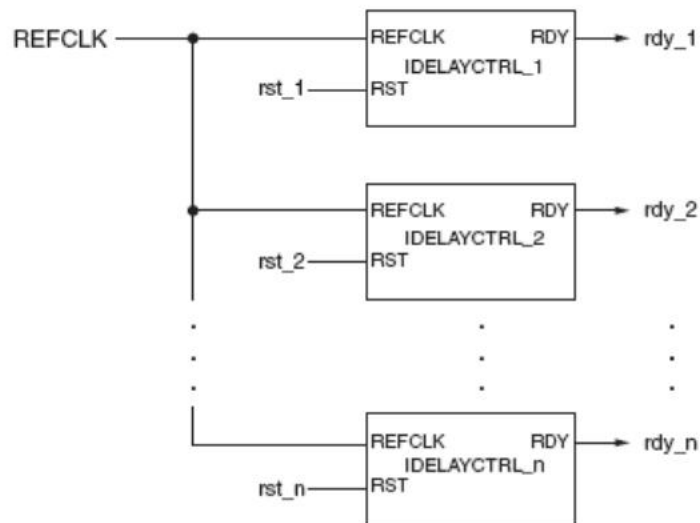 REFCLK
REFCLK RDY
rdy_1
IDELAYCTRL_1
rst_1
RST
REFCLK RDY
rdy_2
IDELAYCTRL_2
rst_2
RST
REFCLK RDY
rdy_n
IDELAYCTRL_n
rst_n
RST